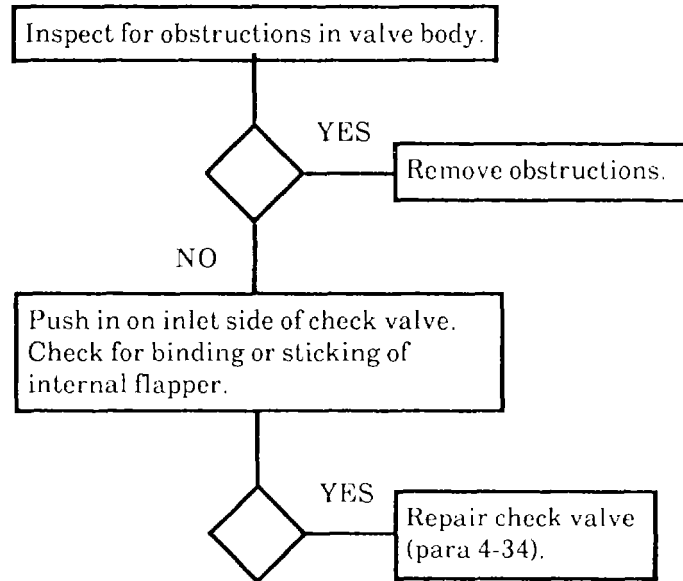 Inspect for obstructions in valve body.
YES
Remove obstructions.
NO
Push in on inlet side of check valve.
Check for binding or sticking of
internal flapper.
YES
Repair check valve
(para 4-34).